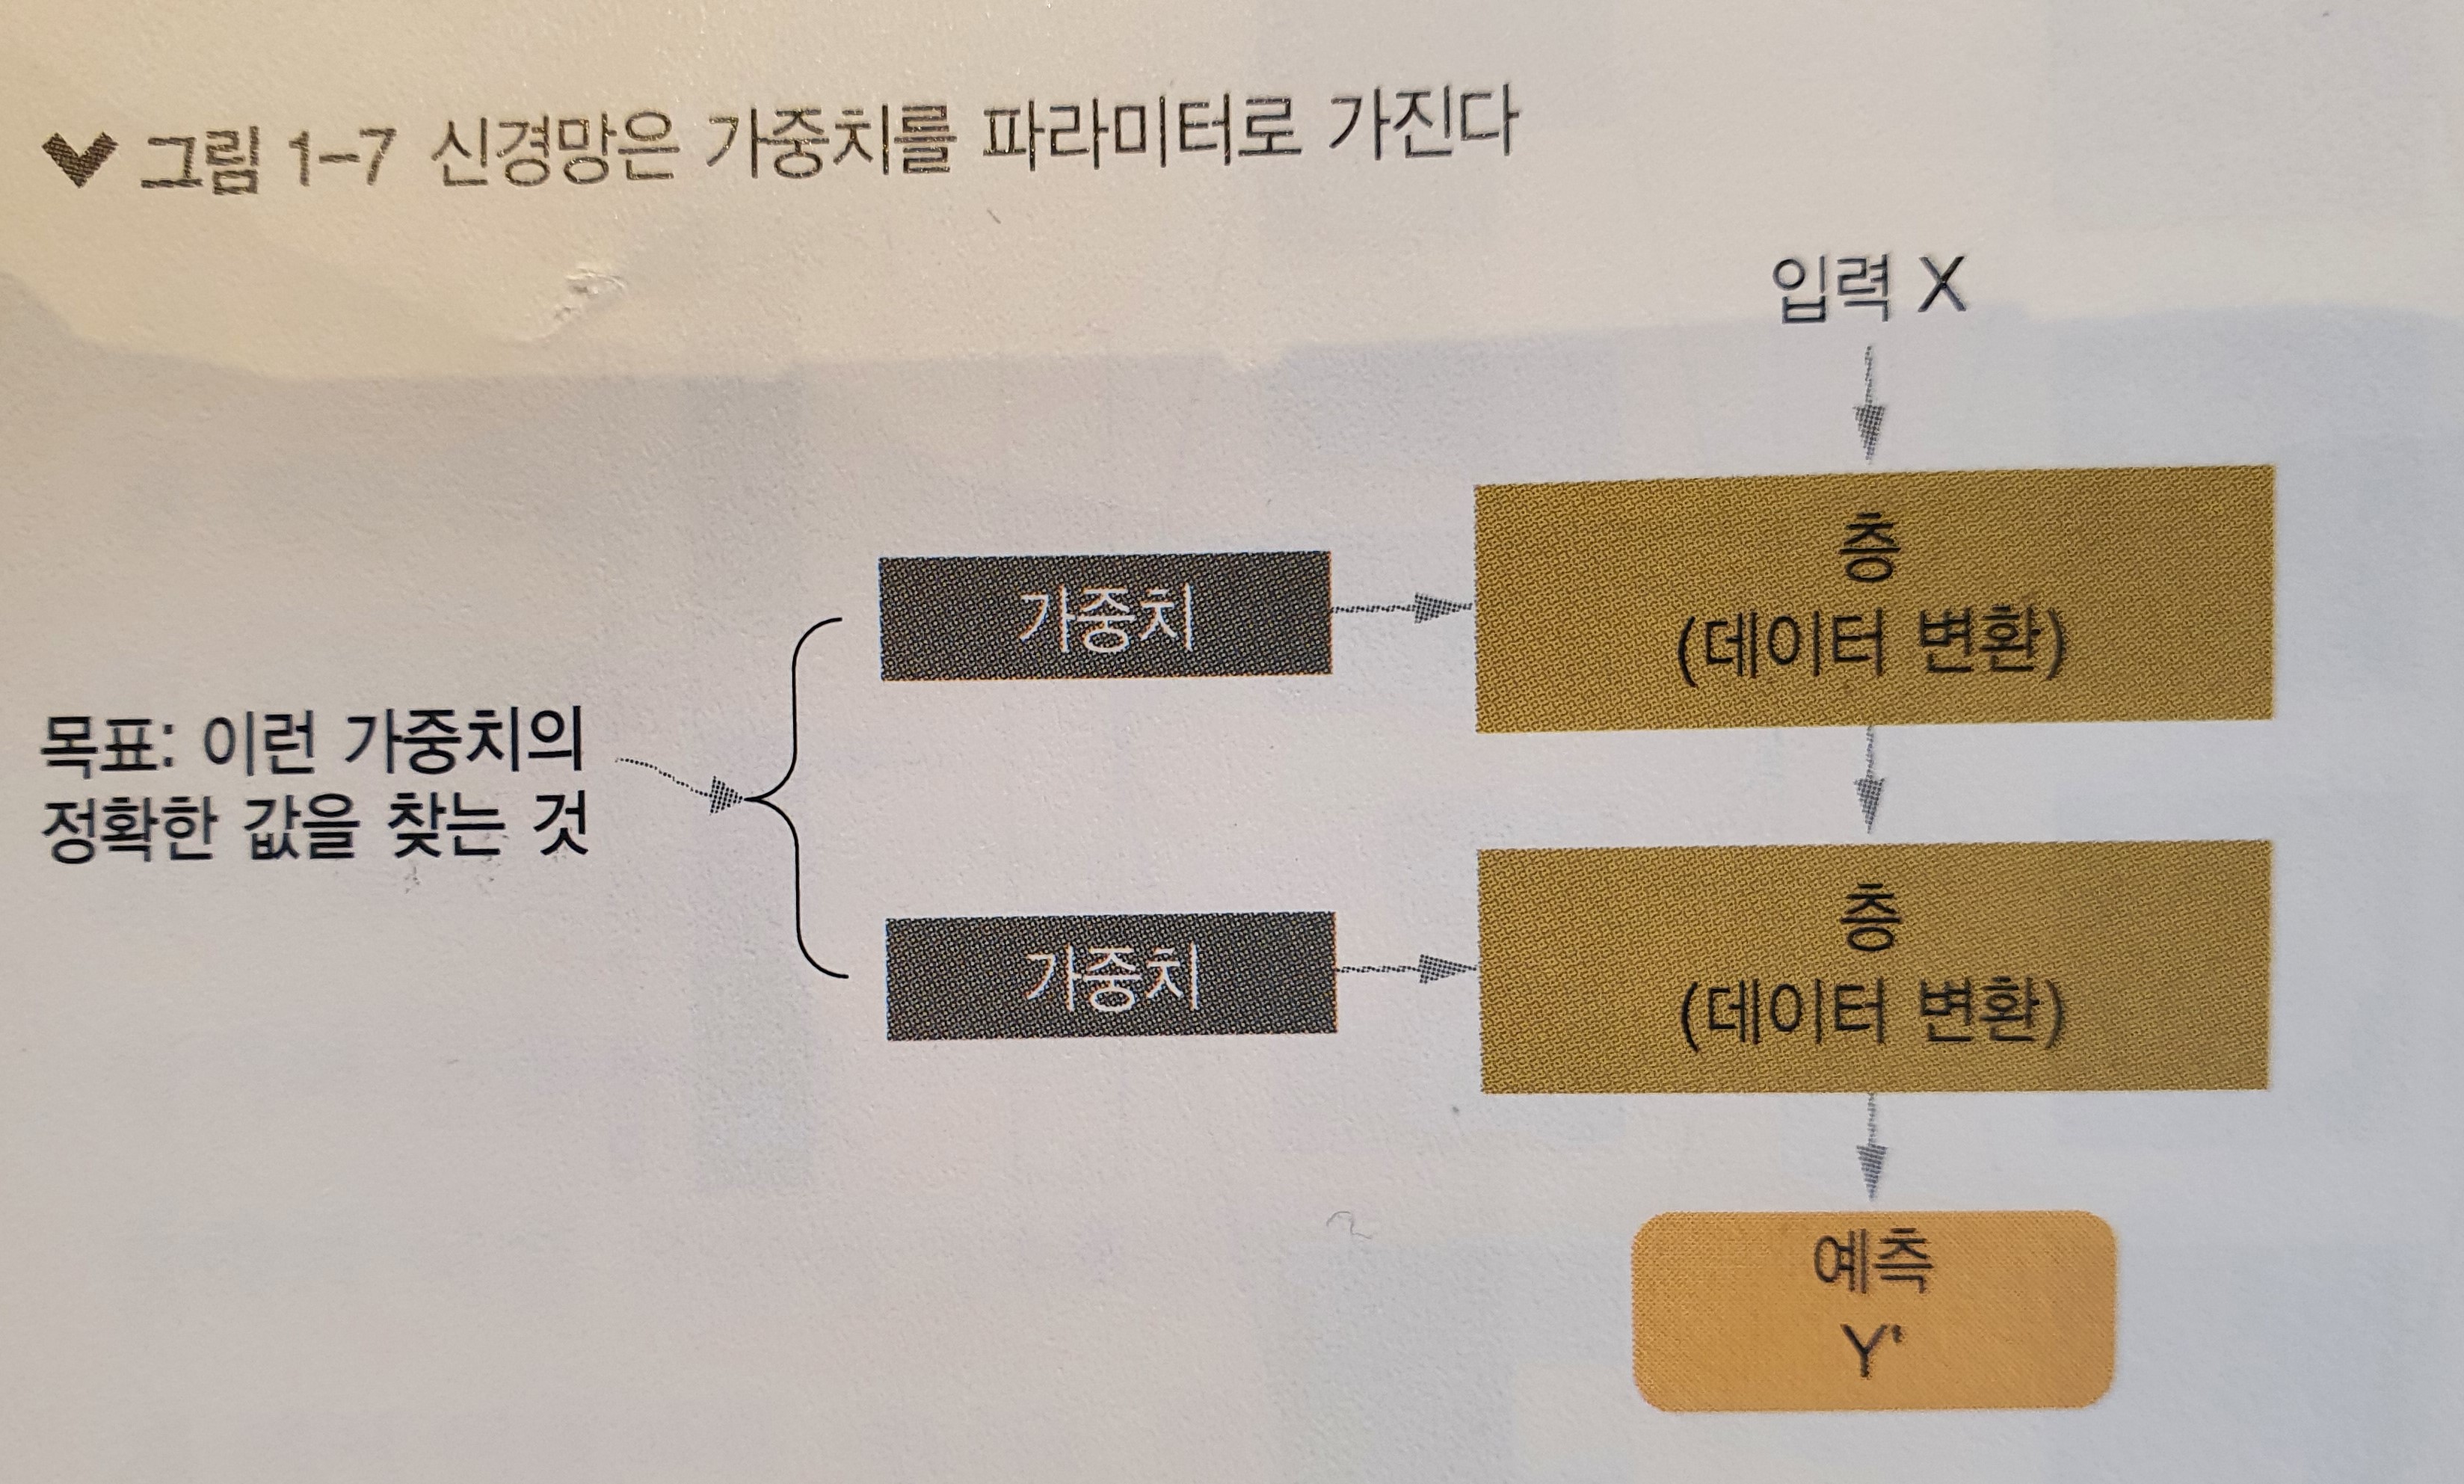 그림 1-7 신경망은 가중치를 파라미터로 가진다
입력 X
가중치
층
(데이터 변환)
목표: 이런 가중치의
정확한 값을 찾는 것
가중치
층
(데이터 변환)
예측
Y'